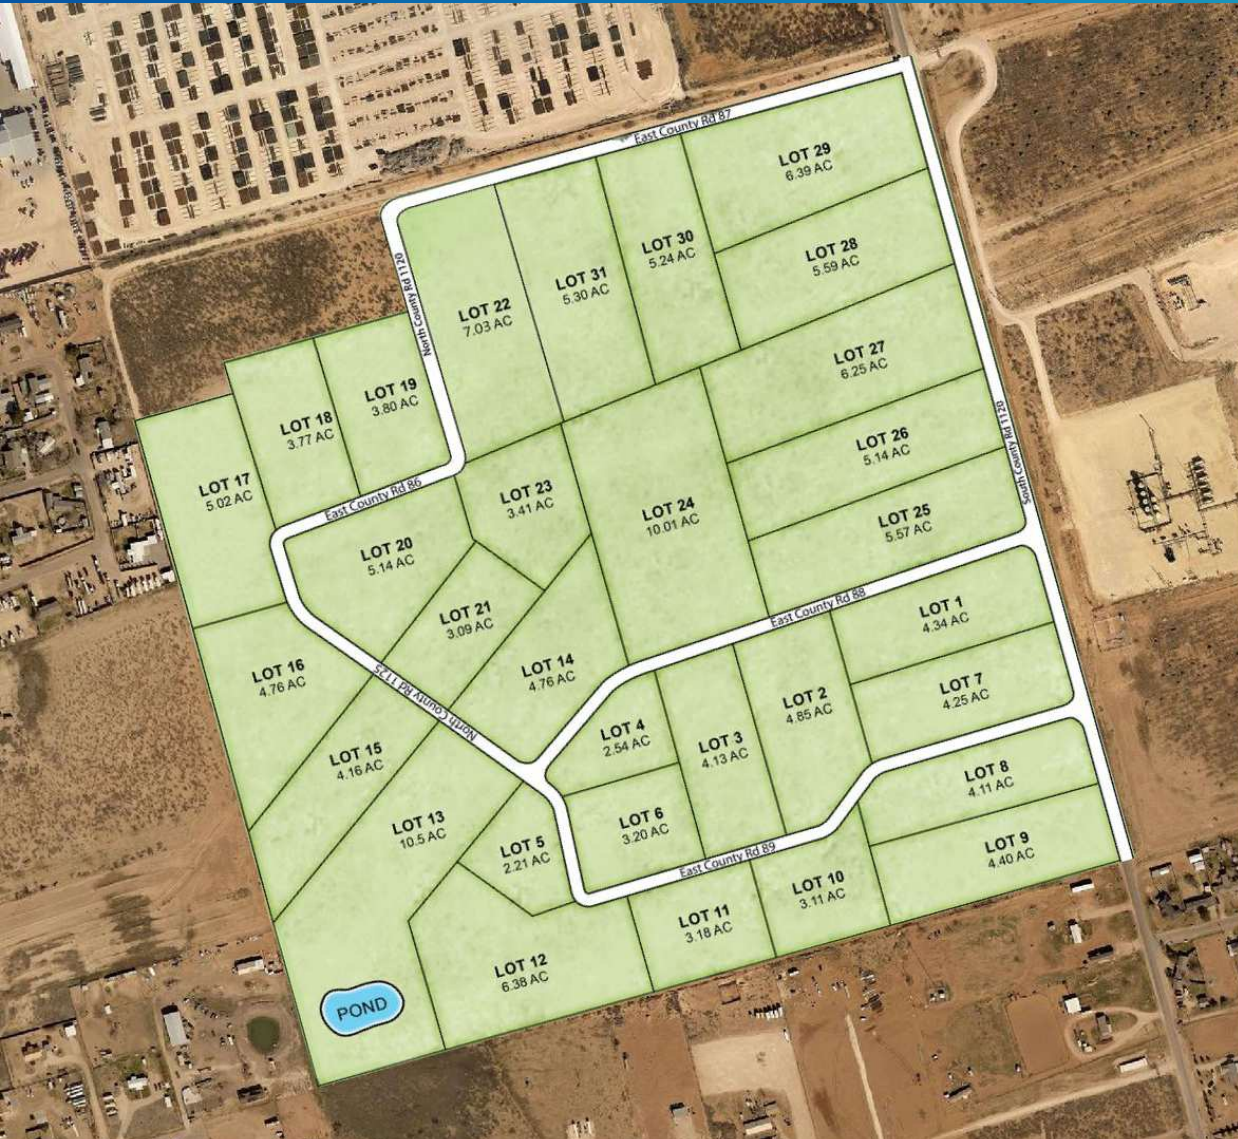 East County Rd 87
LOT 29
6.39 AC
LOT 30
5.24 AC
LOT 28
5.59 AC
North County Rd 1120
LOT 31
5.30 AC
LOT 22
7.03 AC
LOT 27
6.25 AC
LOT 19
3.80 AC
LOT 18
3.77 AC
LOT 26
5.14 AC
South County Rd 1120
LOT 17
5.02 AC
East County Rd 86
LOT 23
3.41 AC
LOT 24
10.01 AC
LOT 25
5.57 AC
LOT 20
5.14 AC
LOT 21
3.09 AC
East County Rd 88
LOT 1
4.34 AC
LOT 16
4.76 AC
North County Rd 1125
North County Rd 1125
LOT 14
4.76 AC
LOT 7
4.25 AC
LOT 2
4.85 AC
LOT 4
2.54 AC
LOT 3
4.13 AC
LOT 15
4.16 AC
LOT 8
4.11 AC
LOT 13
10.5 AC
LOT 6
3.20 AC
LOT 5
2.21 AC
East County Rd 89
LOT 9
4.40 AC
LOT 10
3.11 AC
LOT 11
3.18 AC
LOT 12
6.38 AC
POND